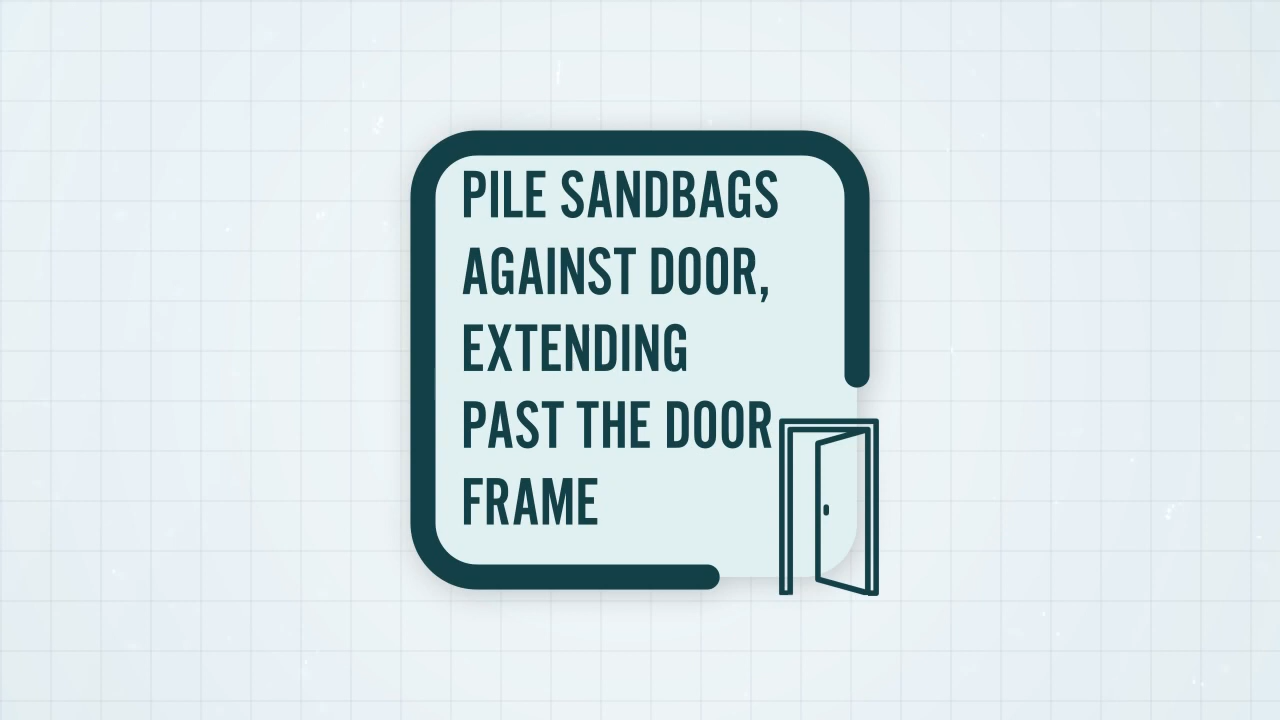 PILE SANDBAGS
AGAINST DOOR,
EXTENDING
PAST THE DOOR
FRAME